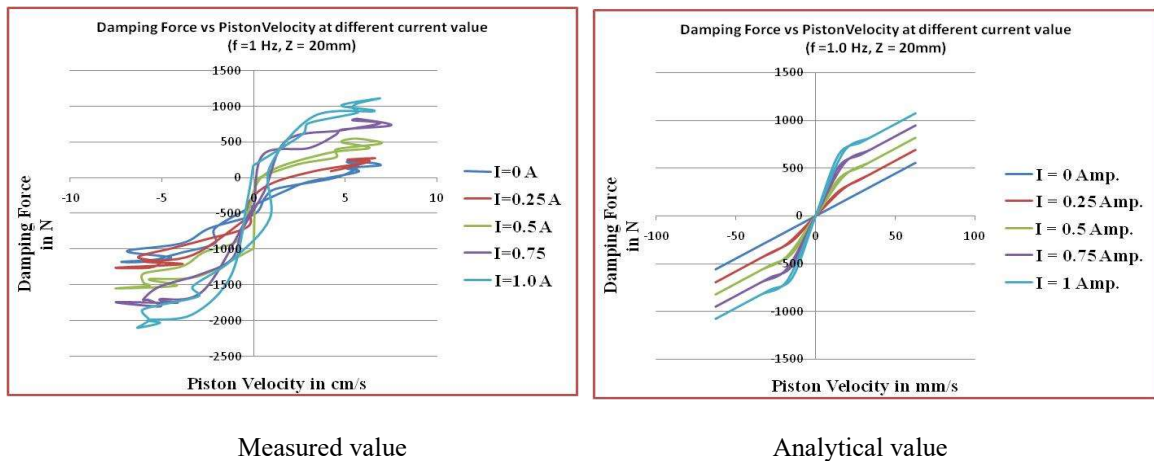 Damping Force vs PistonVelocity at different current value
(f =1 Hz, Z = 20mm)
1500
1000
500
0
-500
-1000
-1500
-2000
-2500
-10
-5
0
5
10
Damping Force
in N
Piston Velocity in cm/s
I=0 A
I=0.25 A
I=0.5 A
I=0.75
I=1.0 A
Damping Force vs PistonVelocity at different current value
(f =1.0 Hz, Z = 20mm)
1500
1000
500
0
-500
-1000
-1500
-100
-50
0
50
100
Damping Force
in N
Piston Velocity in mm/s
I = 0 Amp.
I = 0.25 Amp.
I = 0.5 Amp.
I = 0.75 Amp.
I = 1 Amp.
Measured value
Analytical value